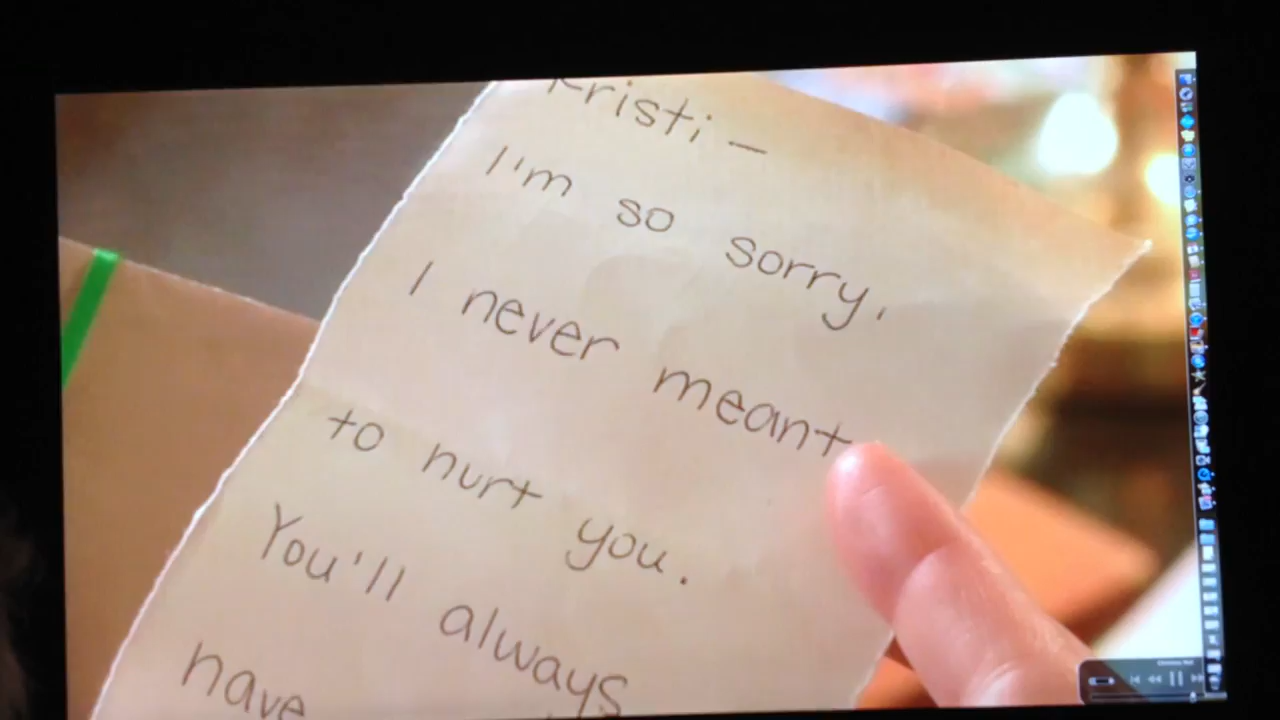 Kristi –
I'm so sorry,
I never meant
to hurt you.
You'll always
have